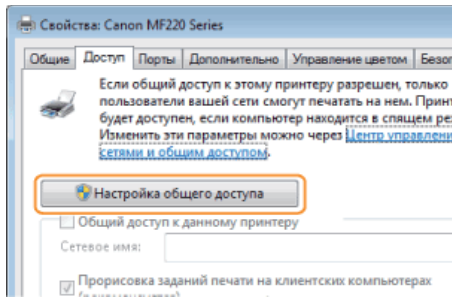 Свойства: Canon MF220 Series
Общие Доступ Порты Дополнительно Управление цветом
Если общий доступ к этому принтеру разрешен, только
пользователи вашей сети смогут печатать на нем.
будет доступен, если компьютер находится в спящем
Изменить эти параметры можно через Центр
сетями и общим доступом.
Настройка общего доступа
Общий доступ к данному принтеру
Сетевое имя:
Прорисовка заданий печати на клиентских компьютерах